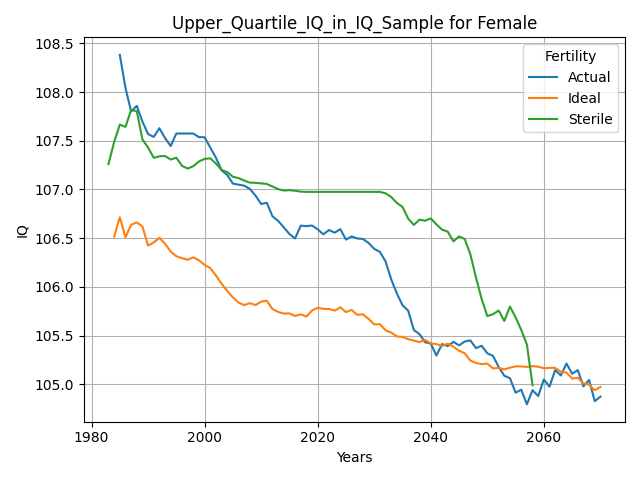 Upper_Quartile_IQ_in_IQ_Sample for Female
Fertility
Actual
Ideal
Sterile
IQ
108.5
108.0
107.5
107.0
106.5
106.0
105.5
105.0
1980 2000 2020 2040 2060
Years